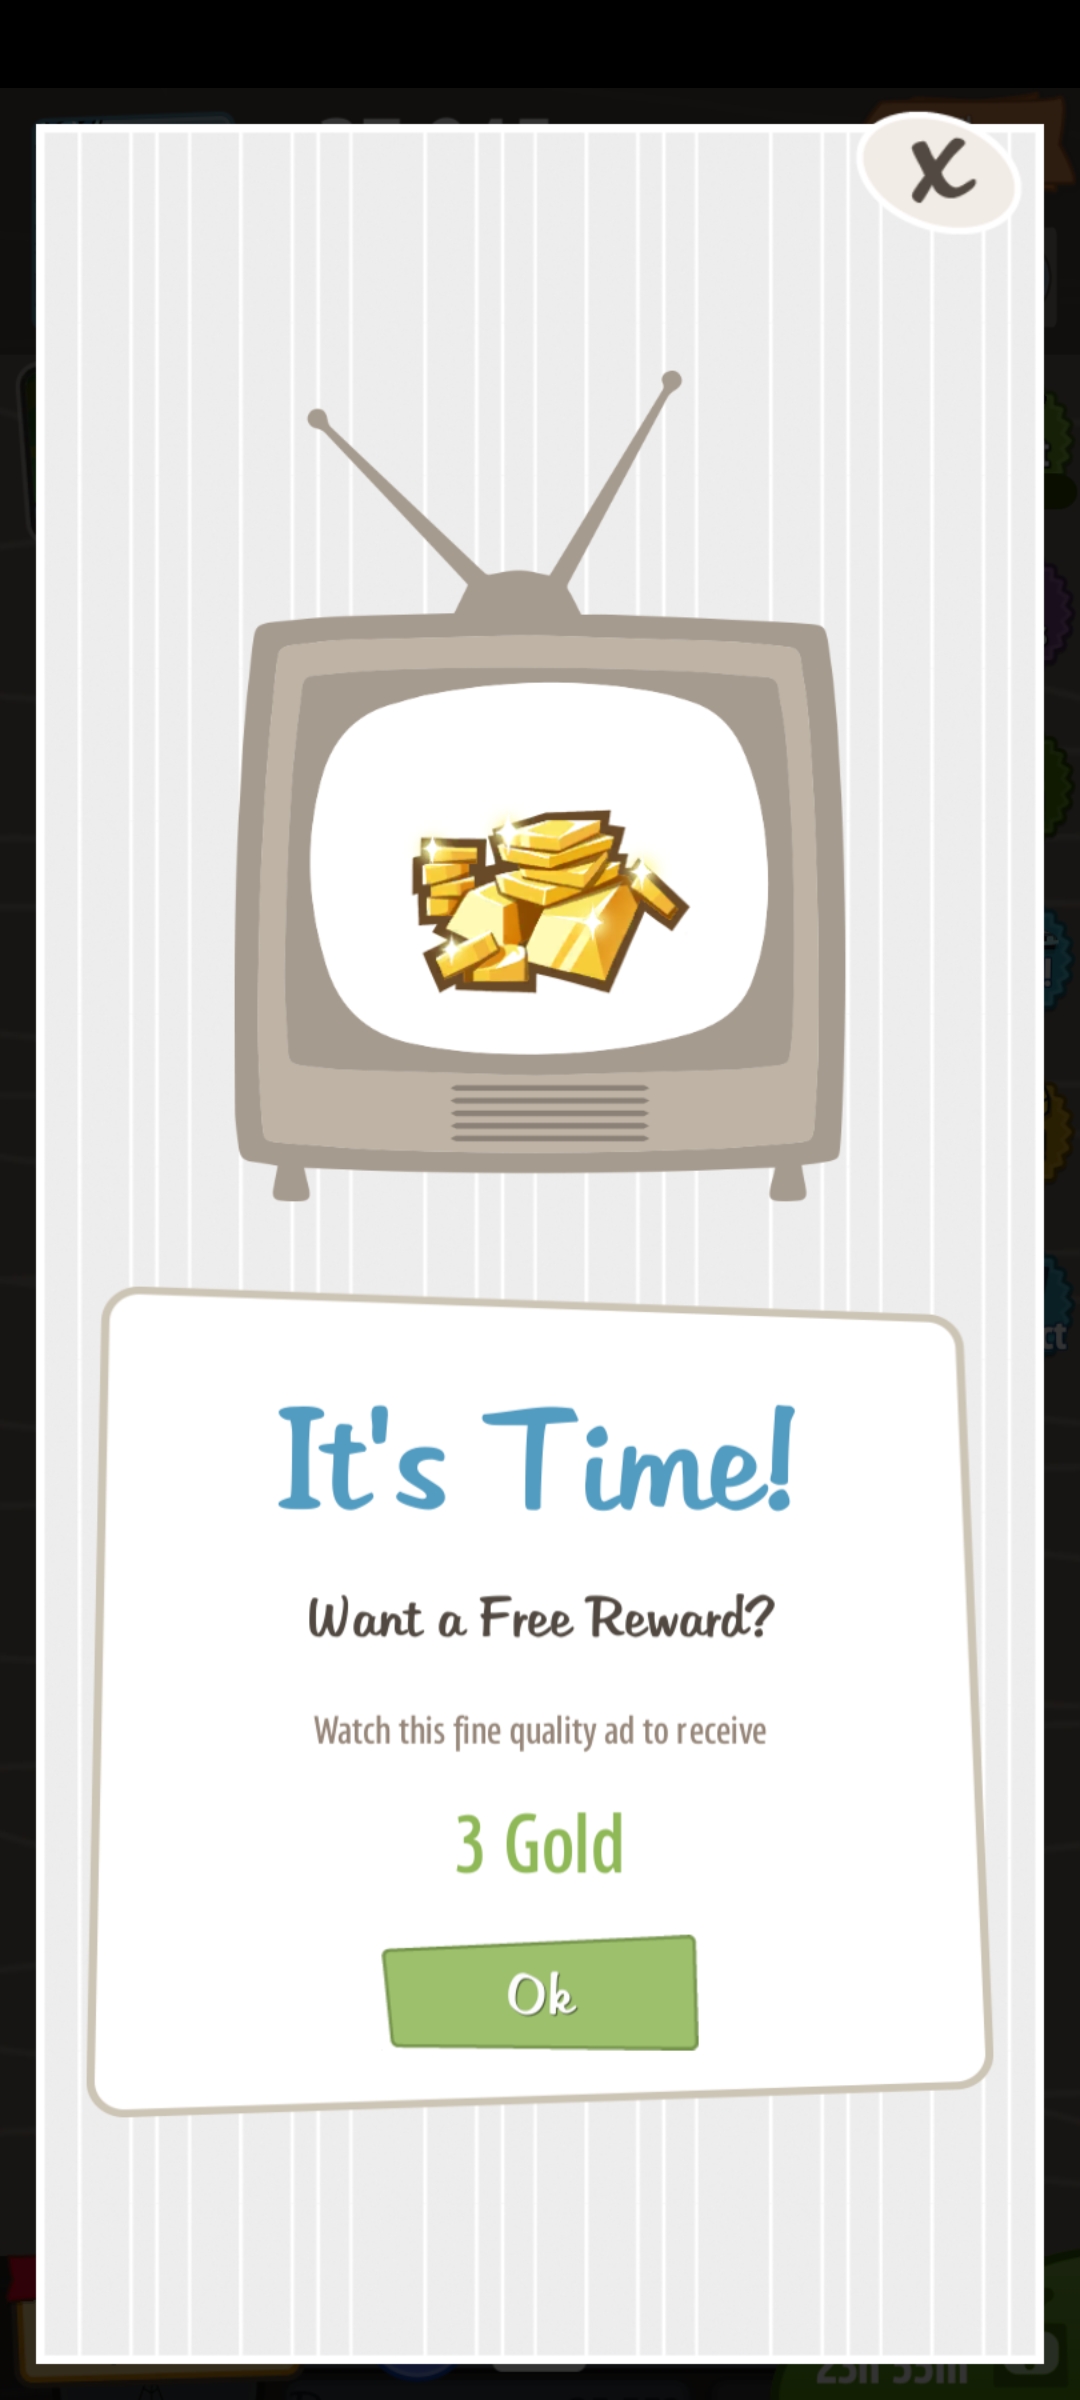 X
It's Time!
Want a Free Reward?
Watch this fine quality ad to receive
3 Gold
Ok